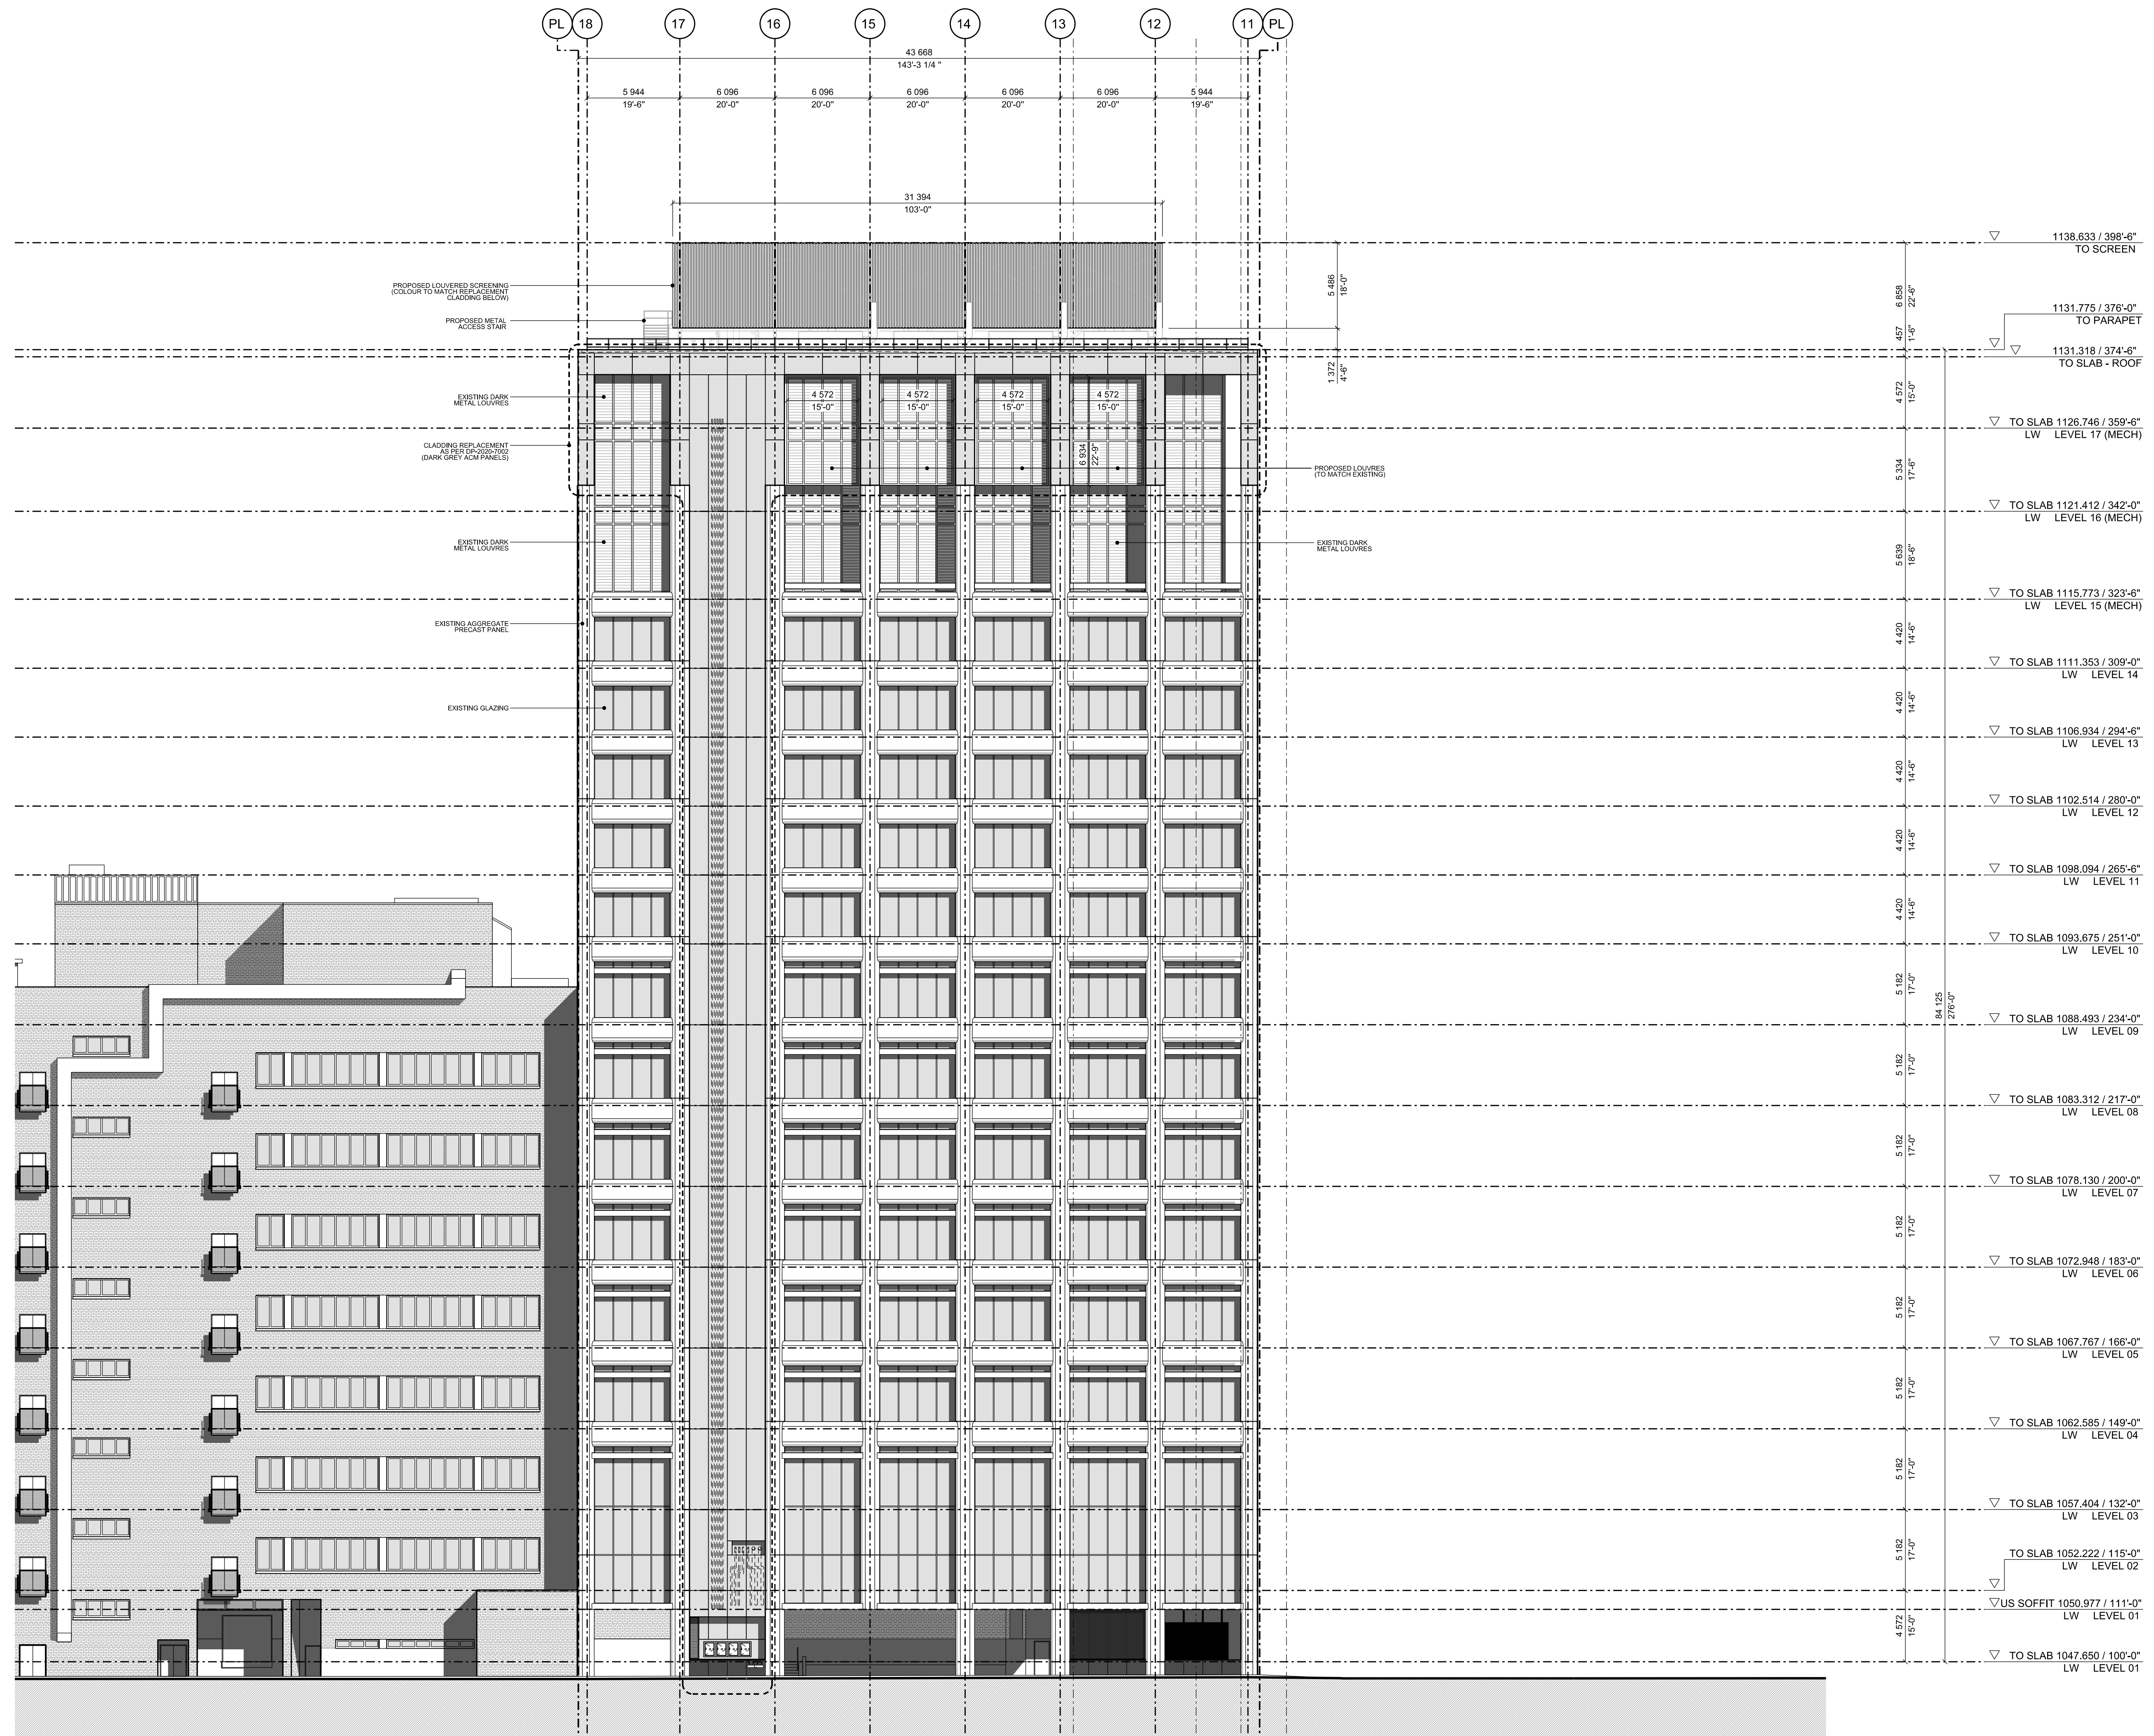 PL 18 17 16 15 14 13 12 11 PL
43 668
143'-3 1/4 "
5 944 6 096 6 096 6 096 6 096 6 096 5 944
19'-6" 20'-0" 20'-0" 20'-0" 20'-0" 20'-0" 19'-6"
31 394
103'-0"
1138.633 / 398'-6"
TO SCREEN
5 486
18'-0"
6 858
22'-6"
PROPOSED LOUVERED SCREENING
(COLOUR TO MATCH REPLACEMENT
CLADDING BELOW)
PROPOSED METAL
ACCESS STAIR
1131.775 / 376'-0"
TO PARAPET
457
1'-6"
1131.318 / 374'-6"
TO SLAB - ROOF
1 372
4'-6"
4 572
15'-0"
EXISTING DARK
METAL LOUVRES
4 572 4 572 4 572 4 572
15'-0" 15'-0" 15'-0" 15'-0"
TO SLAB 1126.746 / 359'-6"
LW LEVEL 17 (MECH)
CLADDING REPLACEMENT
AS PER DP-2020-7002
(DARK GREY ACM PANELS)
6 934
22'-9"
PROPOSED LOUVRES
(TO MATCH EXISTING)
5 334
17'-6"
TO SLAB 1121.412 / 342'-0"
LW LEVEL 16 (MECH)
EXISTING DARK
METAL LOUVRES
EXISTING DARK
METAL LOUVRES
5 639
18'-6"
TO SLAB 1115.773 / 323'-6"
LW LEVEL 15 (MECH)
EXISTING AGGREGATE
PRECAST PANEL
4 420
14'-6"
TO SLAB 1111.353 / 309'-0"
LW LEVEL 14
EXISTING GLAZING
4 420
14'-6"
TO SLAB 1106.934 / 294'-6"
LW LEVEL 13
4 420
14'-6"
TO SLAB 1102.514 / 280'-0"
LW LEVEL 12
4 420
14'-6"
TO SLAB 1098.094 / 265'-6"
LW LEVEL 11
4 420
14'-6"
TO SLAB 1093.675 / 251'-0"
LW LEVEL 10
5 182
17'-0"
84 125
276'-0"
TO SLAB 1088.493 / 234'-0"
LW LEVEL 09
5 182
17'-0"
TO SLAB 1083.312 / 217'-0"
LW LEVEL 08
5 182
17'-0"
TO SLAB 1078.130 / 200'-0"
LW LEVEL 07
5 182
17'-0"
TO SLAB 1072.948 / 183'-0"
LW LEVEL 06
5 182
17'-0"
TO SLAB 1067.767 / 166'-0"
LW LEVEL 05
5 182
17'-0"
TO SLAB 1062.585 / 149'-0"
LW LEVEL 04
5 182
17'-0"
TO SLAB 1057.404 / 132'-0"
LW LEVEL 03
5 182
17'-0"
TO SLAB 1052.222 / 115'-0"
LW LEVEL 02
US SOFFIT 1050.977 / 111'-0"
LW LEVEL 01
4 572
15'-0"
TO SLAB 1047.650 / 100'-0"
LW LEVEL 01